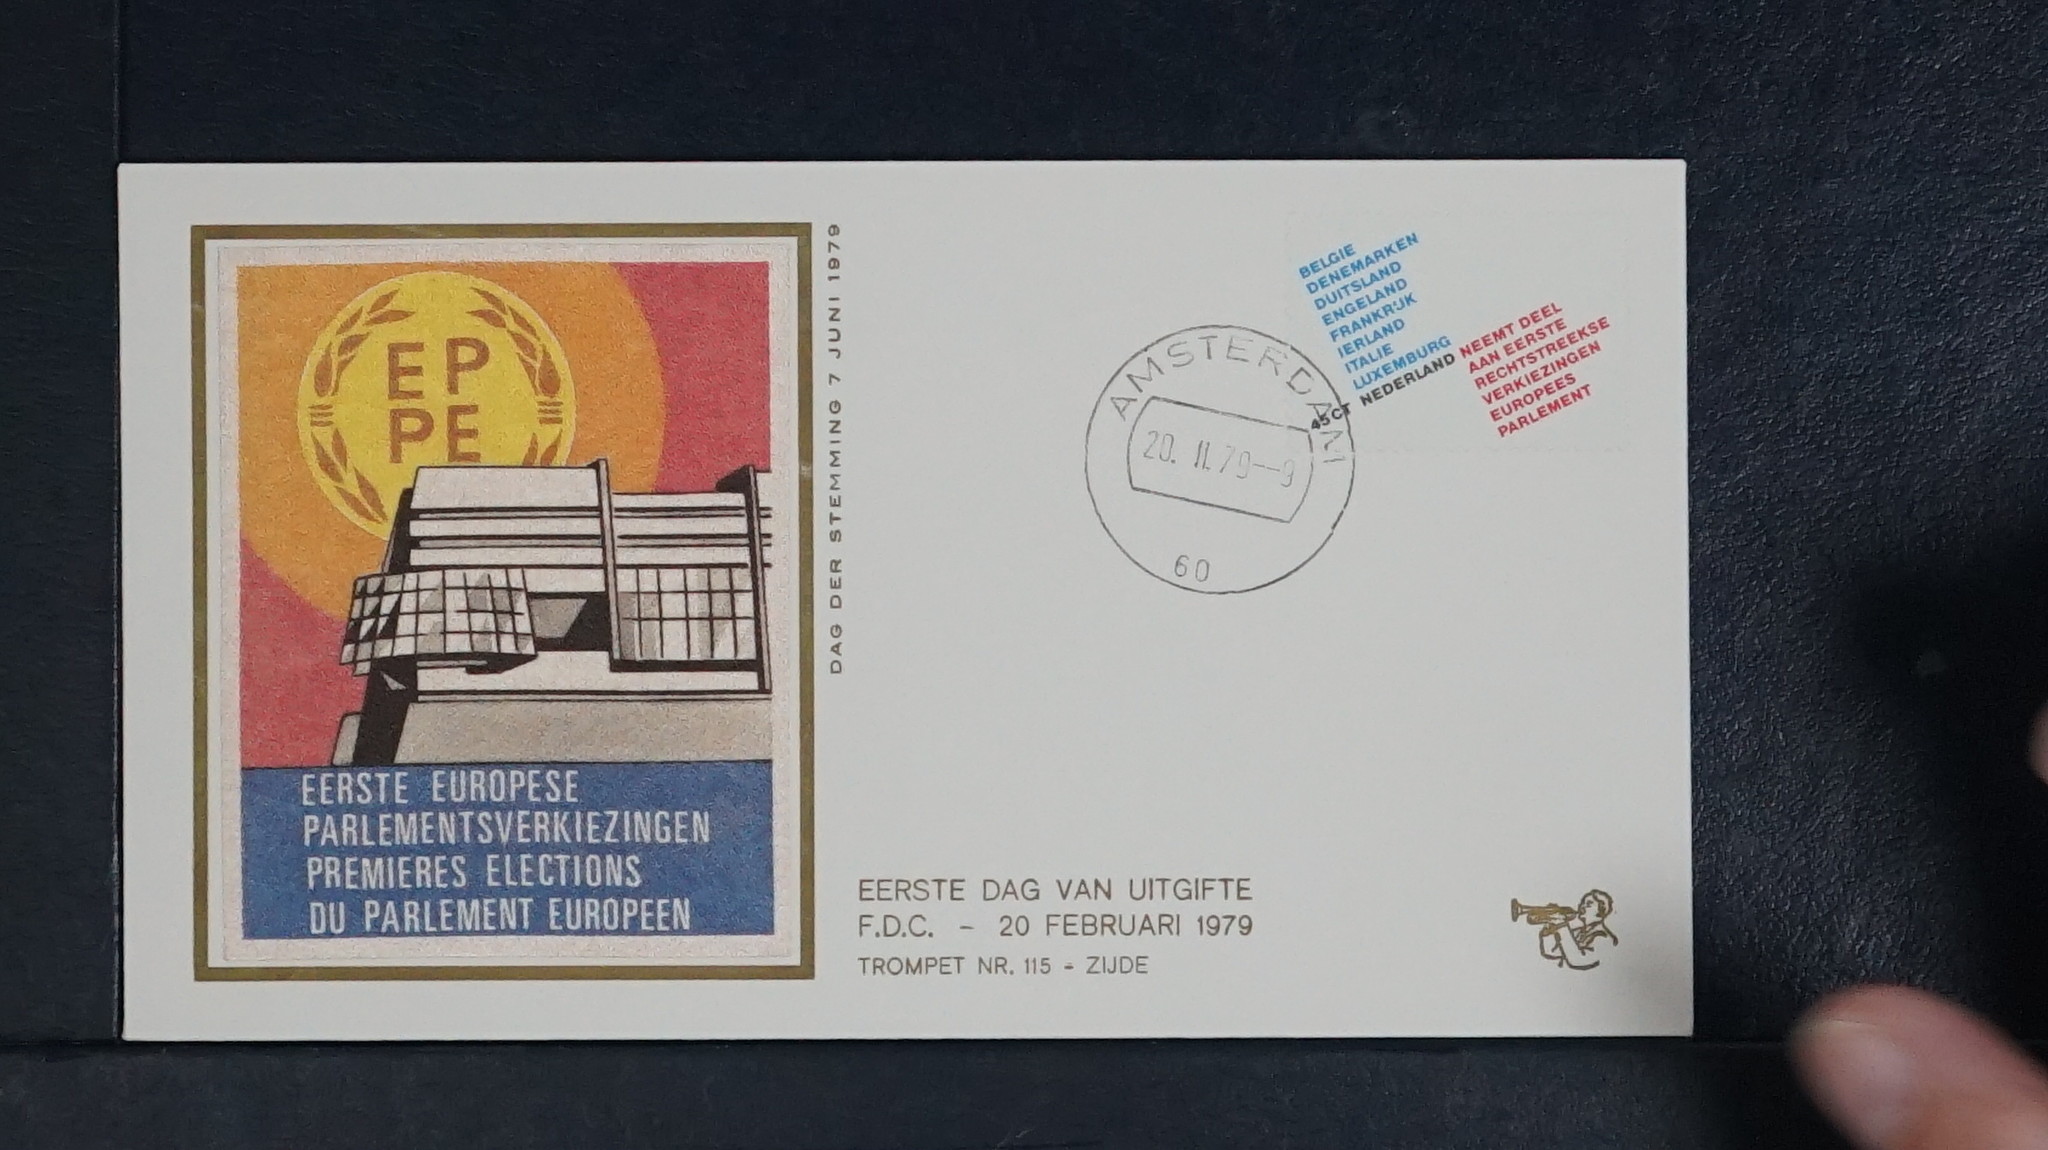 EP
PE
EERSTE EUROPESE
PARLEMENTSVERKIEZINGEN
PREMIERES ELECTIONS
DU PARLEMENT EUROPEEN
DAG DER STEMMING 7 JUNI 1979
AMSTERDAM
20. II.79—9
60
BELGIE
DENEMARKEN
DUITSLAND
ENGELAND
FRANKRIJK
IERLAND
ITALIE
LUXEMBURG
45CT NEDERLAND NEEMT DEEL
AAN EERSTE
RECHTSTREEKSE
VERKIEZINGEN
EUROPEES
PARLEMENT
EERSTE DAG VAN UITGIFTE
F.D.C. - 20 FEBRUARI 1979
TROMPET NR. 115 - ZIJDE